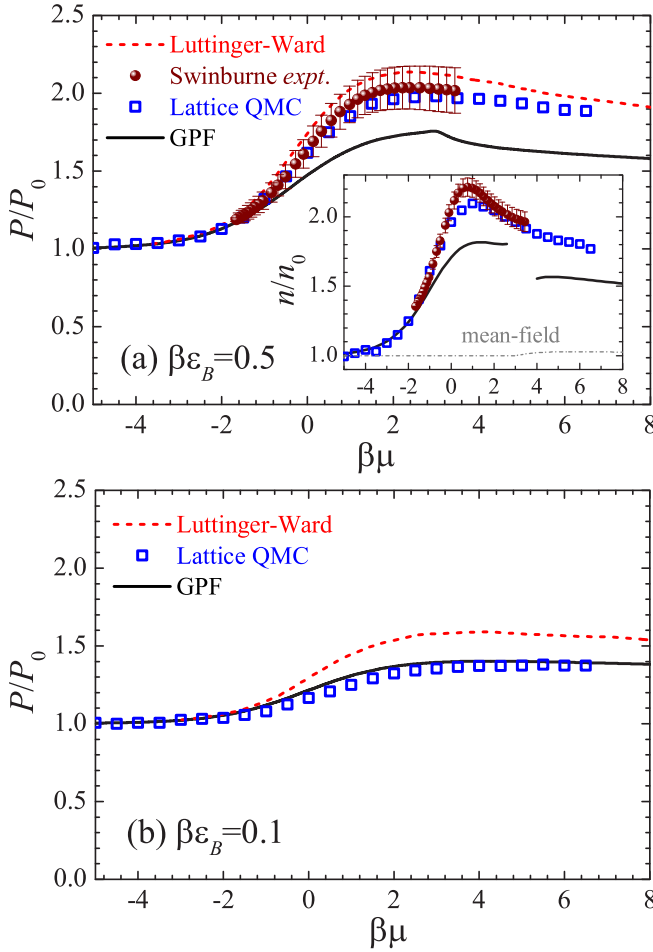 2.5
2.0
1.5
1.0
0.5
0.0
P/P₀
Luttinger-Ward
Swinburne expt.
Lattice QMC
GPF
2.0
1.5
1.0
n/n₀
mean-field
-4 -2 0 2 4 6 8
(a) βε_B=0.5
-4 -2 0 2 4 6 8
βμ
2.5
2.0
1.5
1.0
0.5
0.0
P/P₀
Luttinger-Ward
Lattice QMC
GPF
(b) βε_B=0.1
-4 -2 0 2 4 6 8
βμ